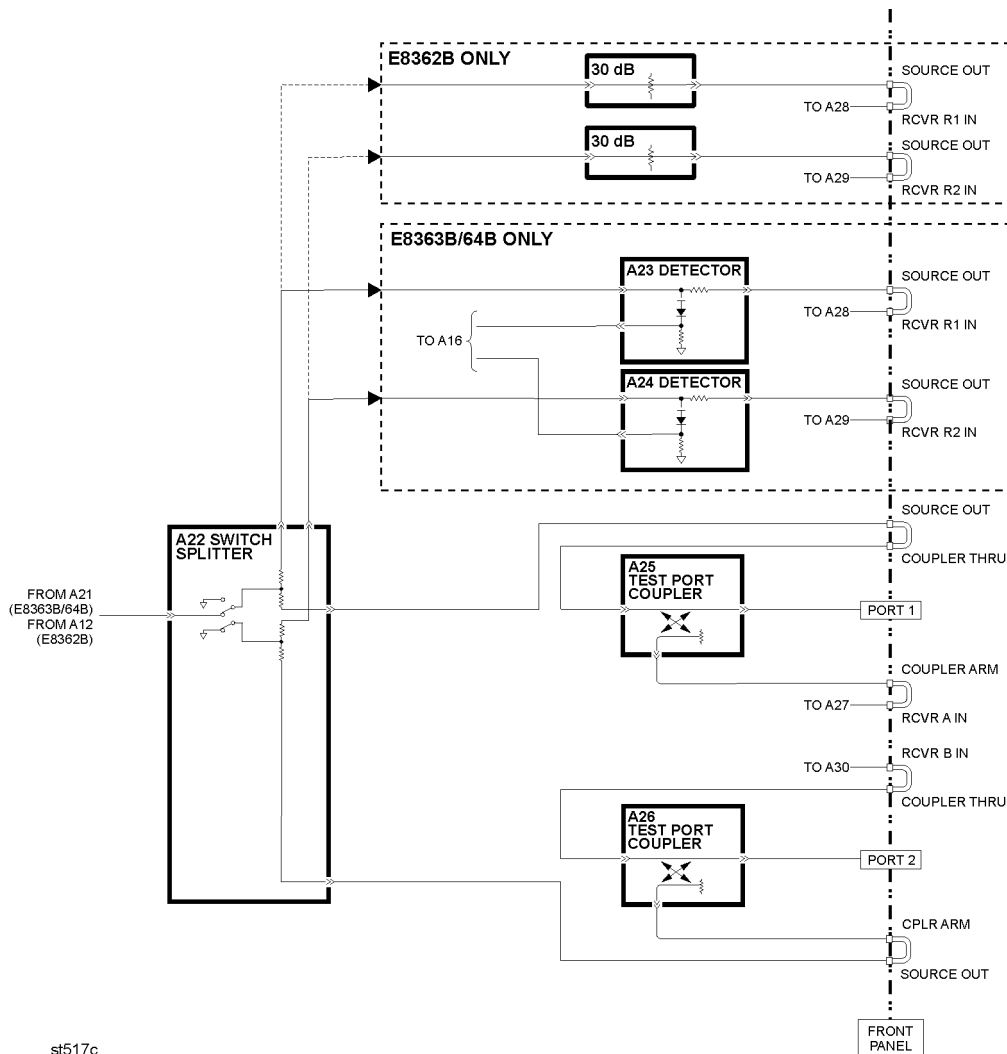 E8362B ONLY
30 dB
SOURCE OUT
TO A28
RCVR R1 IN
30 dB
SOURCE OUT
TO A29
RCVR R2 IN
E8363B/64B ONLY
A23 DETECTOR
SOURCE OUT
TO A28
RCVR R1 IN
TO A16
A24 DETECTOR
SOURCE OUT
TO A29
RCVR R2 IN
A22 SWITCH
SPLITTER
SOURCE OUT
COUPLER THRU
A25
TEST PORT
COUPLER
FROM A21
(E8363B/64B)
FROM A12
(E8362B)
PORT 1
COUPLER ARM
TO A27
RCVR A IN
RCVR B IN
TO A30
COUPLER THRU
A26
TEST PORT
COUPLER
PORT 2
CPLR ARM
SOURCE OUT
FRONT
PANEL
st517c